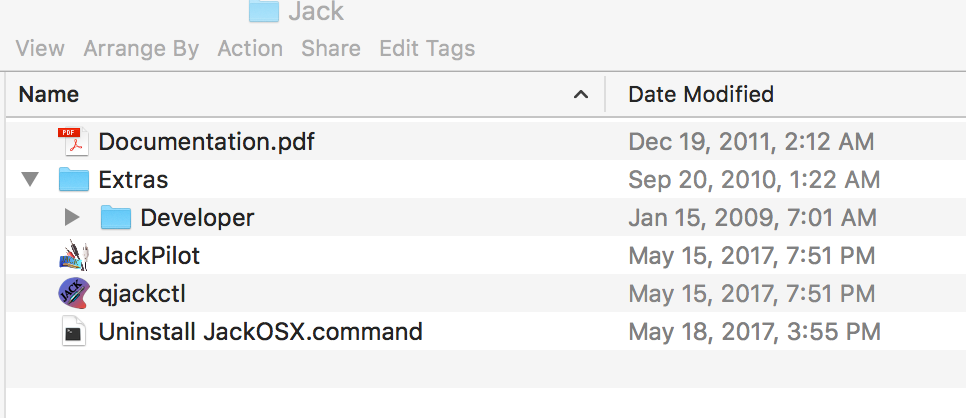 Jack
View Arrange By Action Share Edit Tags
Name Date Modified
PDF Documentation.pdf Dec 19, 2011, 2:12 AM
Extras Sep 20, 2010, 1:22 AM
Developer Jan 15, 2009, 7:01 AM
JackPilot May 15, 2017, 7:51 PM
JACK qjackctl May 15, 2017, 7:51 PM
Uninstall JackOSX.command May 18, 2017, 3:55 PM